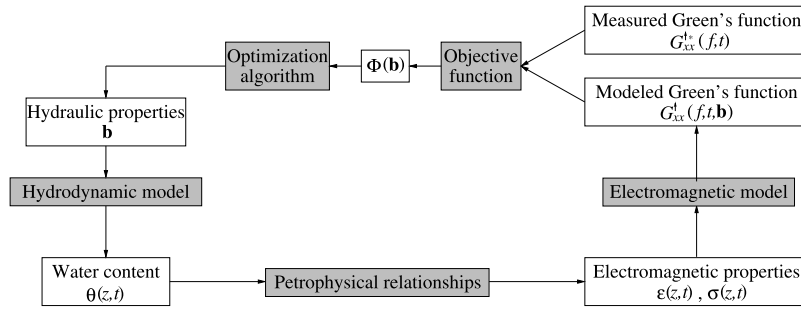 Measured Green's function
G↑*xx (f,t)
Optimization
algorithm
Φ(b)
Objective
function
Modeled Green's function
G↑xx (f,t,b)
Hydraulic properties
b
Hydrodynamic model
Electromagnetic model
Water content
θ(z,t)
Petrophysical relationships
Electromagnetic properties
ε(z,t) , σ(z,t)